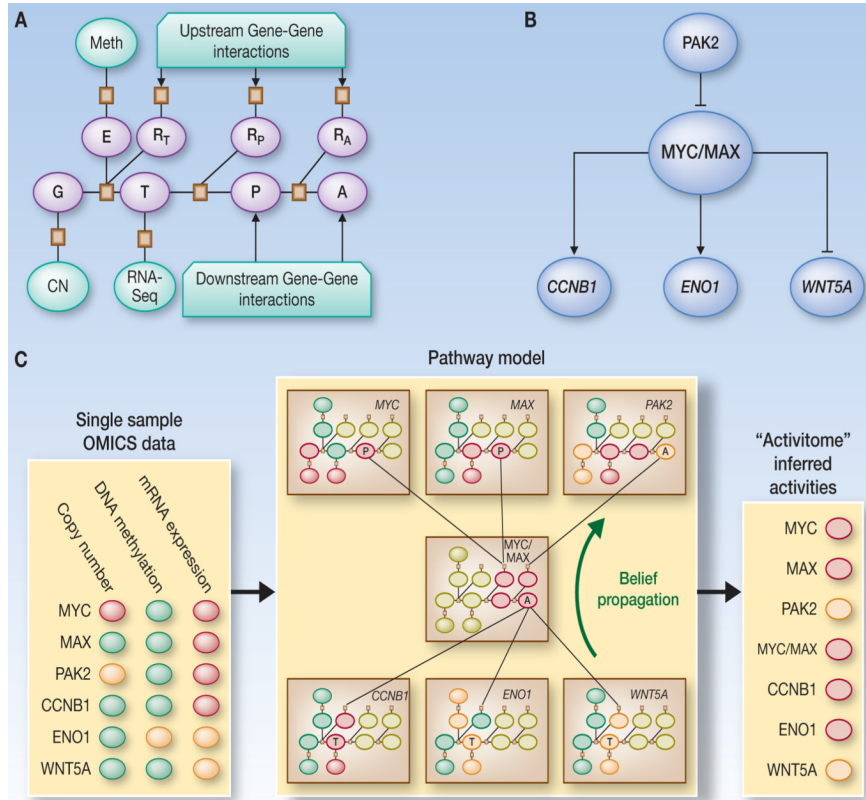 A
Meth
Upstream Gene-Gene
interactions
E
RT
RP
RA
G
T
P
A
CN
RNA-
Seq
Downstream Gene-Gene
interactions
B
PAK2
MYC/MAX
CCNB1
ENO1
WNT5A
C
Single sample
OMICS data
Copy number
DNA methylation
mRNA expression
MYC
MAX
PAK2
CCNB1
ENO1
WNT5A
Pathway model
MYC
P
MAX
P
PAK2
A
MYC/
MAX
A
Belief
propagation
CCNB1
T
ENO1
T
WNT5A
T
“Activitome”
inferred
activities
MYC
MAX
PAK2
MYC/MAX
CCNB1
ENO1
WNT5A